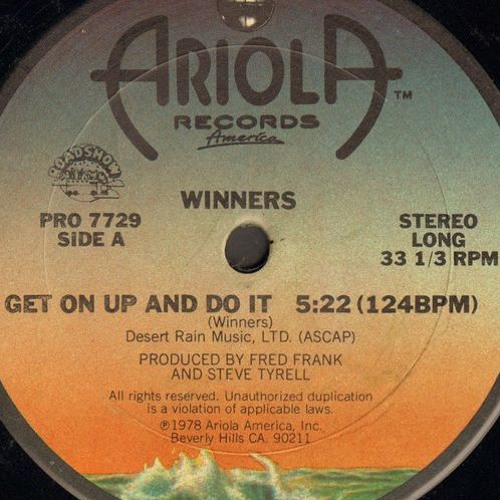 ARIOLA™
RECORDS
America
ROADSHOW
WINNERS
PRO 7729
SIDE A
STEREO
LONG
33 1/3 RPM
GET ON UP AND DO IT 5:22 (124BPM)
(Winners)
Desert Rain Music, LTD. (ASCAP)
PRODUCED BY FRED FRANK
AND STEVE TYRELL
All rights reserved. Unauthorized duplication
is a violation of applicable laws.
℗1978 Ariola America, Inc.
Beverly Hills CA. 90211